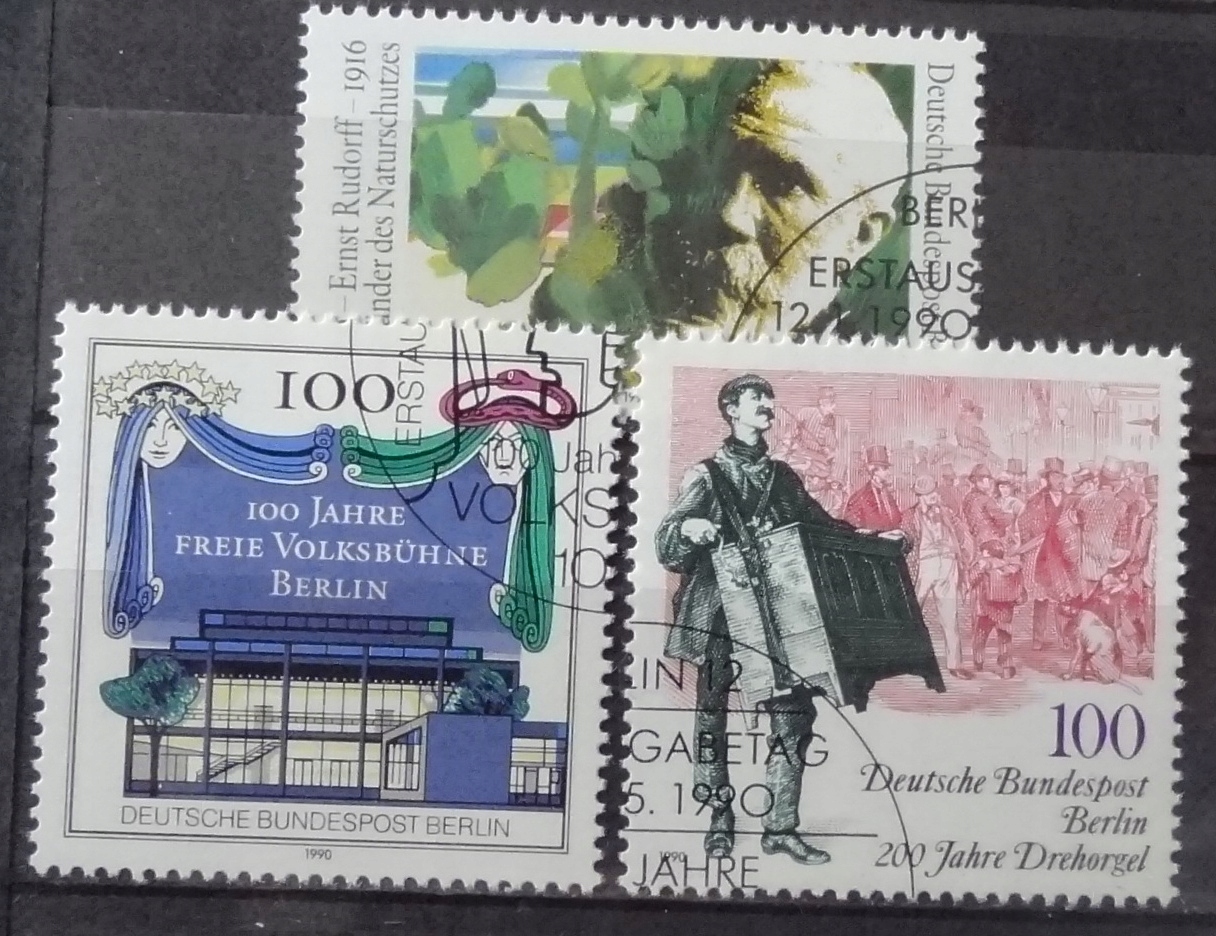 – Ernst Rudorff – 1916
ander des Naturschutzes
Deutsche Bundespost
BER
ERSTAUS
12.1.1990
100
ERSTAU
100 Jah
VOLKS
10
100 JAHRE
FREIE VOLKSBÜHNE
BERLIN
DEUTSCHE BUNDESPOST BERLIN
1990
LIN 12
GABETAG
5. 1990
JAHRE
1990
100
Deutsche Bundespost
Berlin
200 Jahre Drehorgel